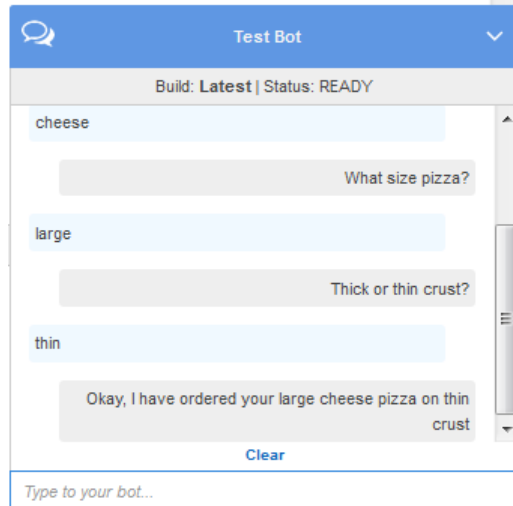 Test Bot
Build: Latest | Status: READY
cheese
What size pizza?
large
Thick or thin crust?
thin
Okay, I have ordered your large cheese pizza on thin
crust
Clear
Type to your bot...